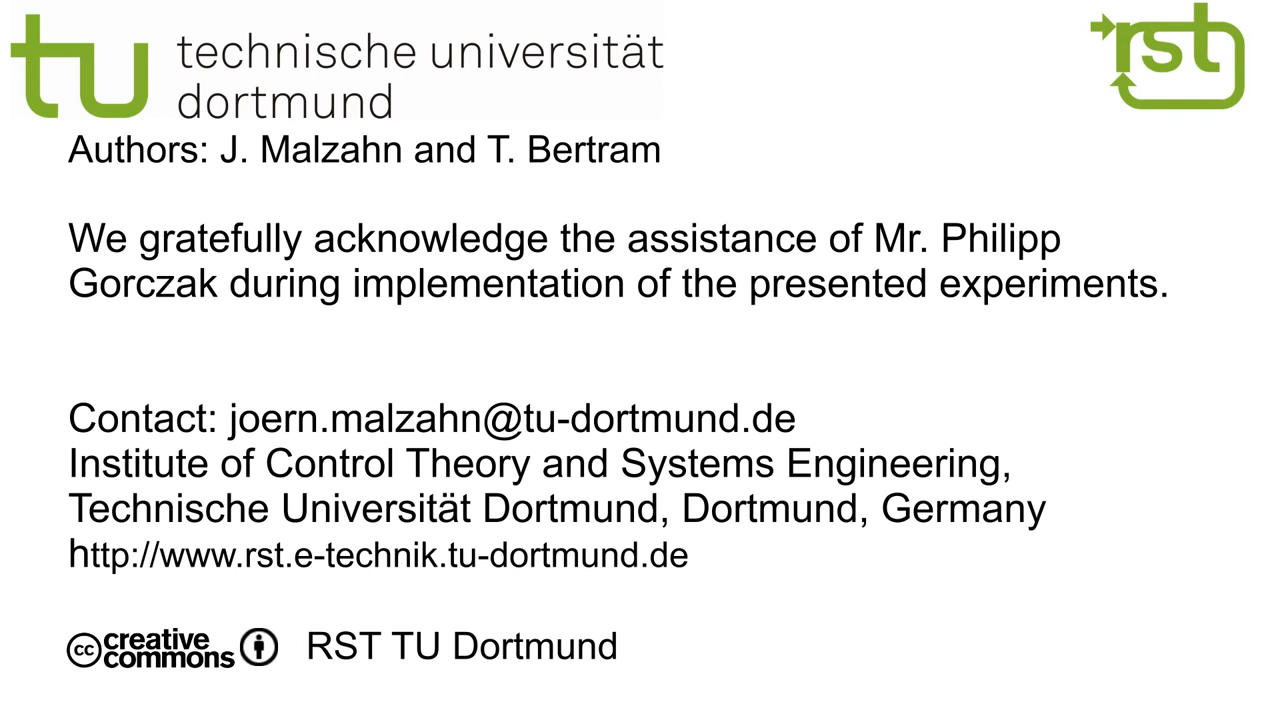 tu technische universität
dortmund
rst
Authors: J. Malzahn and T. Bertram
We gratefully acknowledge the assistance of Mr. Philipp
Gorczak during implementation of the presented experiments.
Contact: joern.malzahn@tu-dortmund.de
Institute of Control Theory and Systems Engineering,
Technische Universität Dortmund, Dortmund, Germany
http://www.rst.e-technik.tu-dortmund.de
cc creative commons RST TU Dortmund